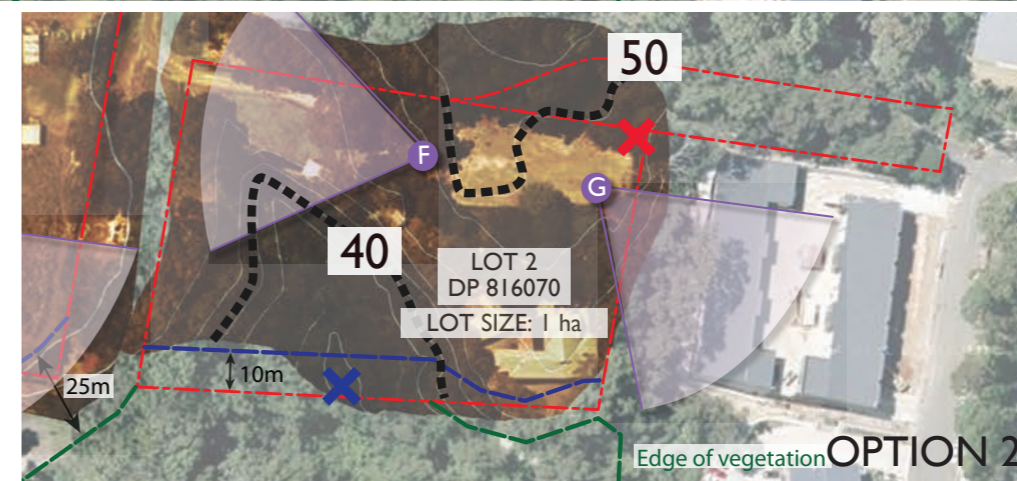 50
F
G
40
LOT 2
DP 816070
LOT SIZE: 1 ha
10m
25m
Edge of vegetation
OPTION 2